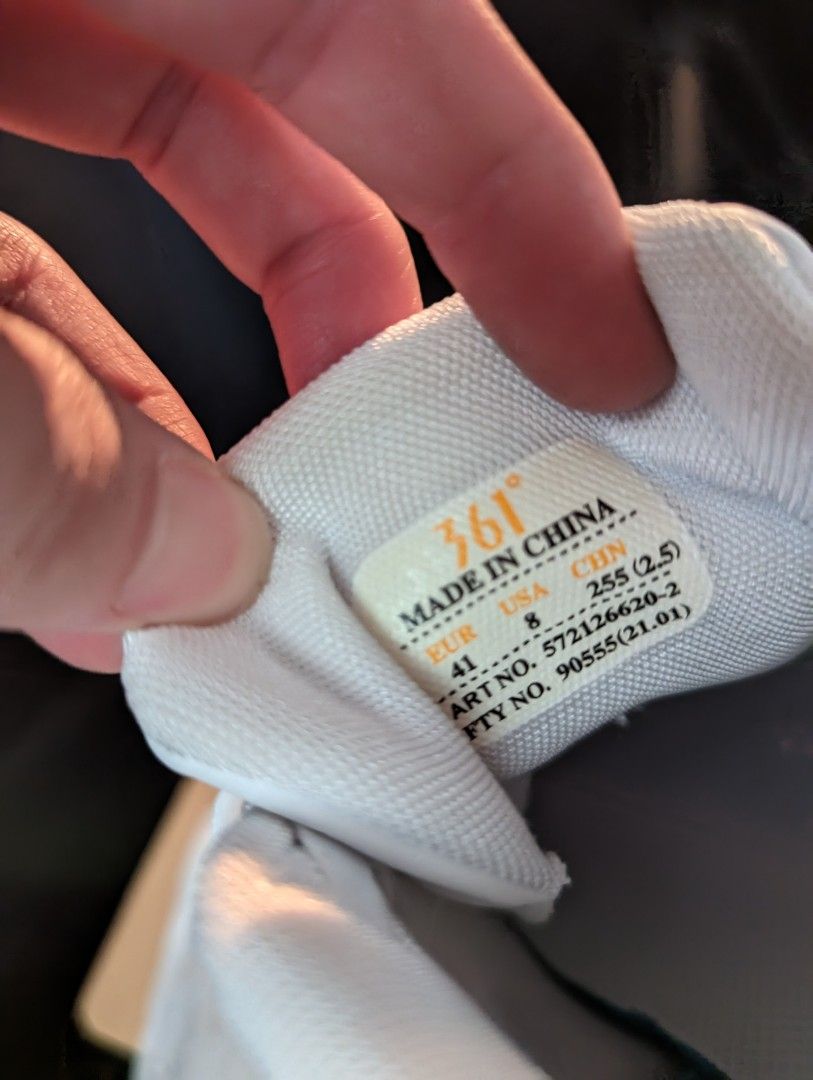 361°
MADE IN CHINA
EUR USA CHN
41 8 255 (2.5)
ART NO. 572126620-2
FTY NO. 90555(21.01)